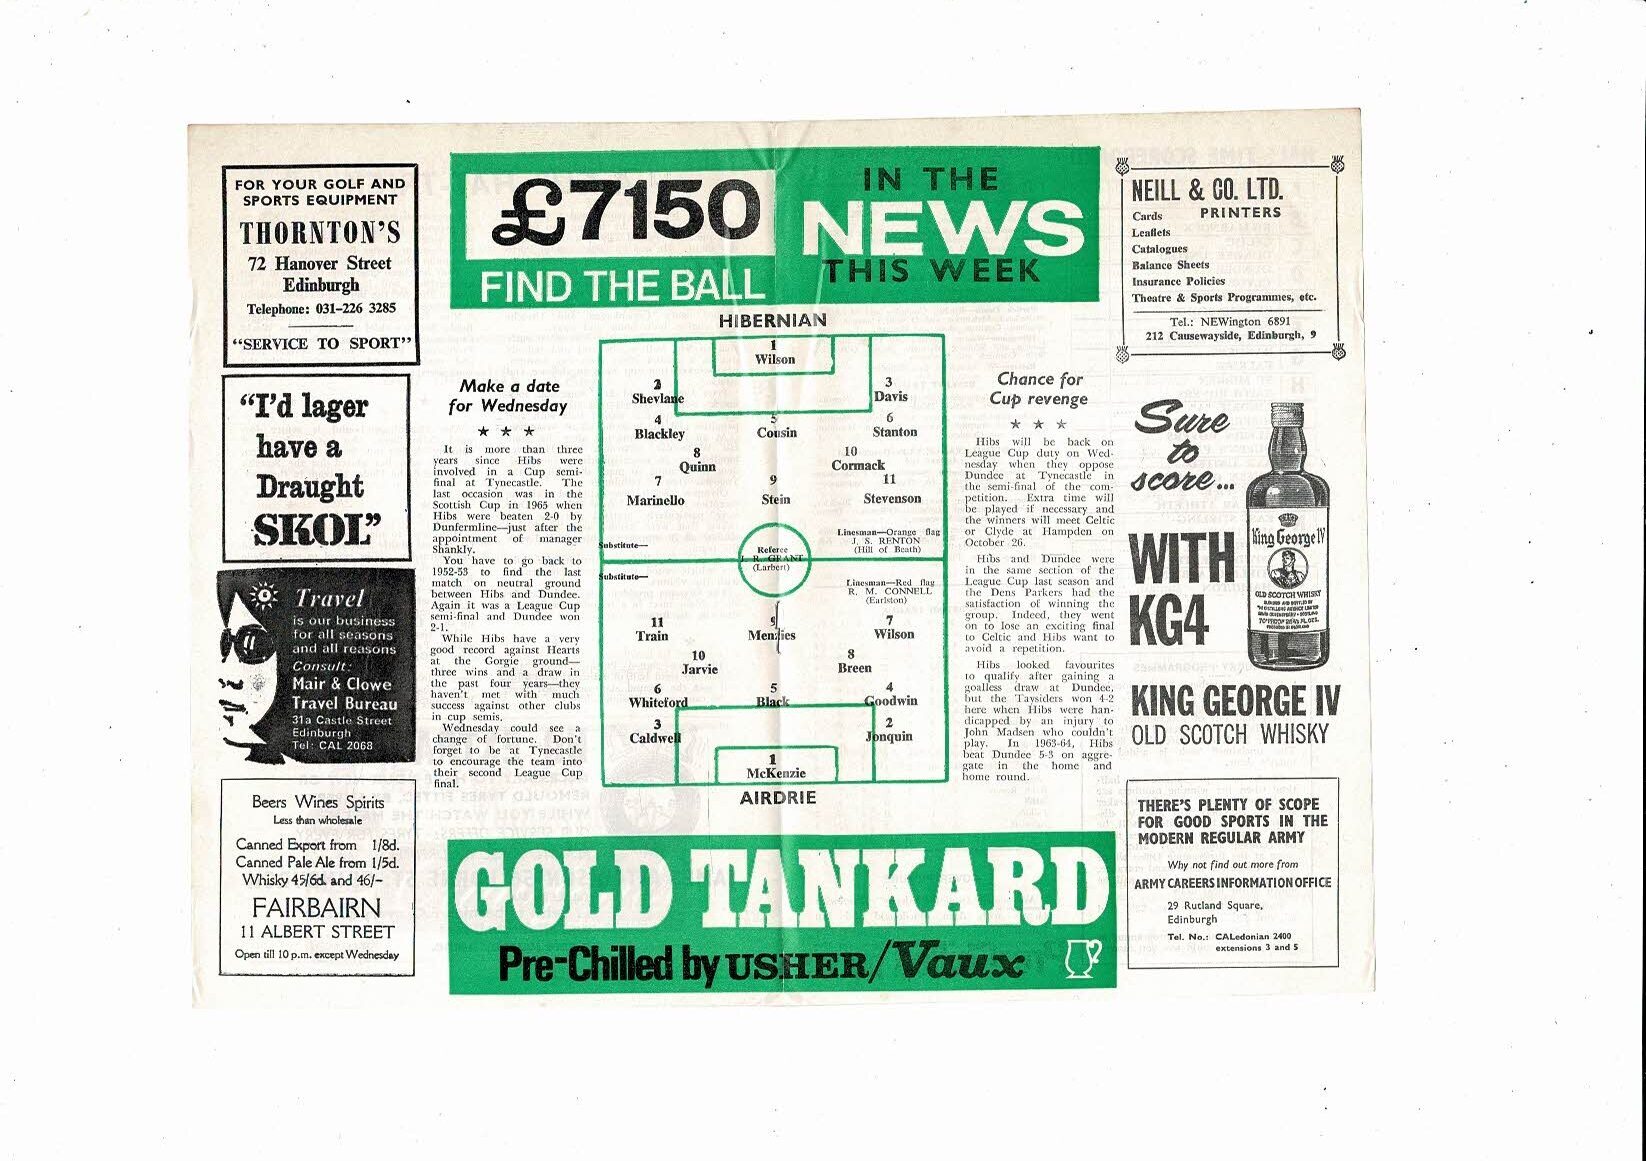 FOR YOUR GOLF AND
SPORTS EQUIPMENT
THORNTON'S
72 Hanover Street
Edinburgh
Telephone: 031-226 3285
"SERVICE TO SPORT"
"I'd lager
have a
Draught
SKOL"
Travel
is our business
for all seasons
and all reasons
Consult:
Mair & Clowe
Travel Bureau
31a Castle Street
Edinburgh
Tel: CAL 2068
Beers Wines Spirits
Less than wholesale
Canned Export from 1/8d.
Canned Pale Ale from 1/5d.
Whisky 45/6d. and 46/-
FAIRBAIRN
11 ALBERT STREET
Open till 10 p.m. except Wednesday
£7150
FIND THE BALL
IN THE
NEWS
THIS WEEK
Make a date
for Wednesday
★ ★ ★
It is more than three
years since Hibs were
involved in a Cup semi-
final at Tynecastle. The
last occasion was in the
Scottish Cup in 1965 when
Hibs were beaten 2-0 by
Dunfermline—just after the
appointment of manager
Shankly.
You have to go back to
1952-53 to find the last
match on neutral ground
between Hibs and Dundee.
Again it was a League Cup
semi-final and Dundee won
2-1.
While Hibs have a very
good record against Hearts
at the Gorgie ground—
three wins and a draw in
the past four years—they
haven't met with much
success against other clubs
in cup semis.
Wednesday could see a
change of fortune. Don't
forget to be at Tynecastle
to encourage the team into
their second League Cup
final.
HIBERNIAN
1
Wilson
2 3
Shevlane Davis
4 5 6
Blackley Cousin Stanton
8 10
Quinn Cormack
7 9 11
Marinello Stein Stevenson
Linesman—Orange flag
J. S. RENTON
(Hill of Beath)
Substitute—
Referee
J. R. GRANT
(Larbert)
Substitute—
Linesman—Red flag
R. M. CONNELL
(Earlston)
11 9 7
Train Menzies Wilson
10 8
Jarvie Breen
6 5 4
Whiteford Black Goodwin
3 2
Caldwell Jonquin
1
McKenzie
AIRDRIE
Chance for
Cup revenge
★ ★ ★
Hibs will be back on
League Cup duty on Wed-
nesday when they oppose
Dundee at Tynecastle in
the semi-final of the com-
petition. Extra time will
be played if necessary and
the winners will meet Celtic
or Clyde at Hampden on
October 26.
Hibs and Dundee were
in the same section of the
League Cup last season and
the Dens Parkers had the
satisfaction of winning the
group. Indeed, they went
on to lose an exciting final
to Celtic and Hibs want to
avoid a repetition.
Hibs looked favourites
to qualify after gaining a
goalless draw at Dundee,
but the Taysiders won 4-2
here when Hibs were han-
dicapped by an injury to
John Madsen who couldn't
play. In 1963-64, Hibs
beat Dundee 5-3 on aggre-
gate in the home and
home round.
GOLD TANKARD
Pre-Chilled by USHER/Vaux
NEILL & CO. LTD.
PRINTERS
Cards
Leaflets
Catalogues
Balance Sheets
Insurance Policies
Theatre & Sports Programmes, etc.
Tel.: NEWington 6891
212 Causewayside, Edinburgh, 9
Sure
to
score...
WITH
KG4
King George IV
OLD SCOTCH WHISKY
KING GEORGE IV
OLD SCOTCH WHISKY
THERE'S PLENTY OF SCOPE
FOR GOOD SPORTS IN THE
MODERN REGULAR ARMY
Why not find out more from
ARMY CAREERS INFORMATION OFFICE
29 Rutland Square,
Edinburgh
Tel. No.: CALedonian 2400
extensions 3 and 5